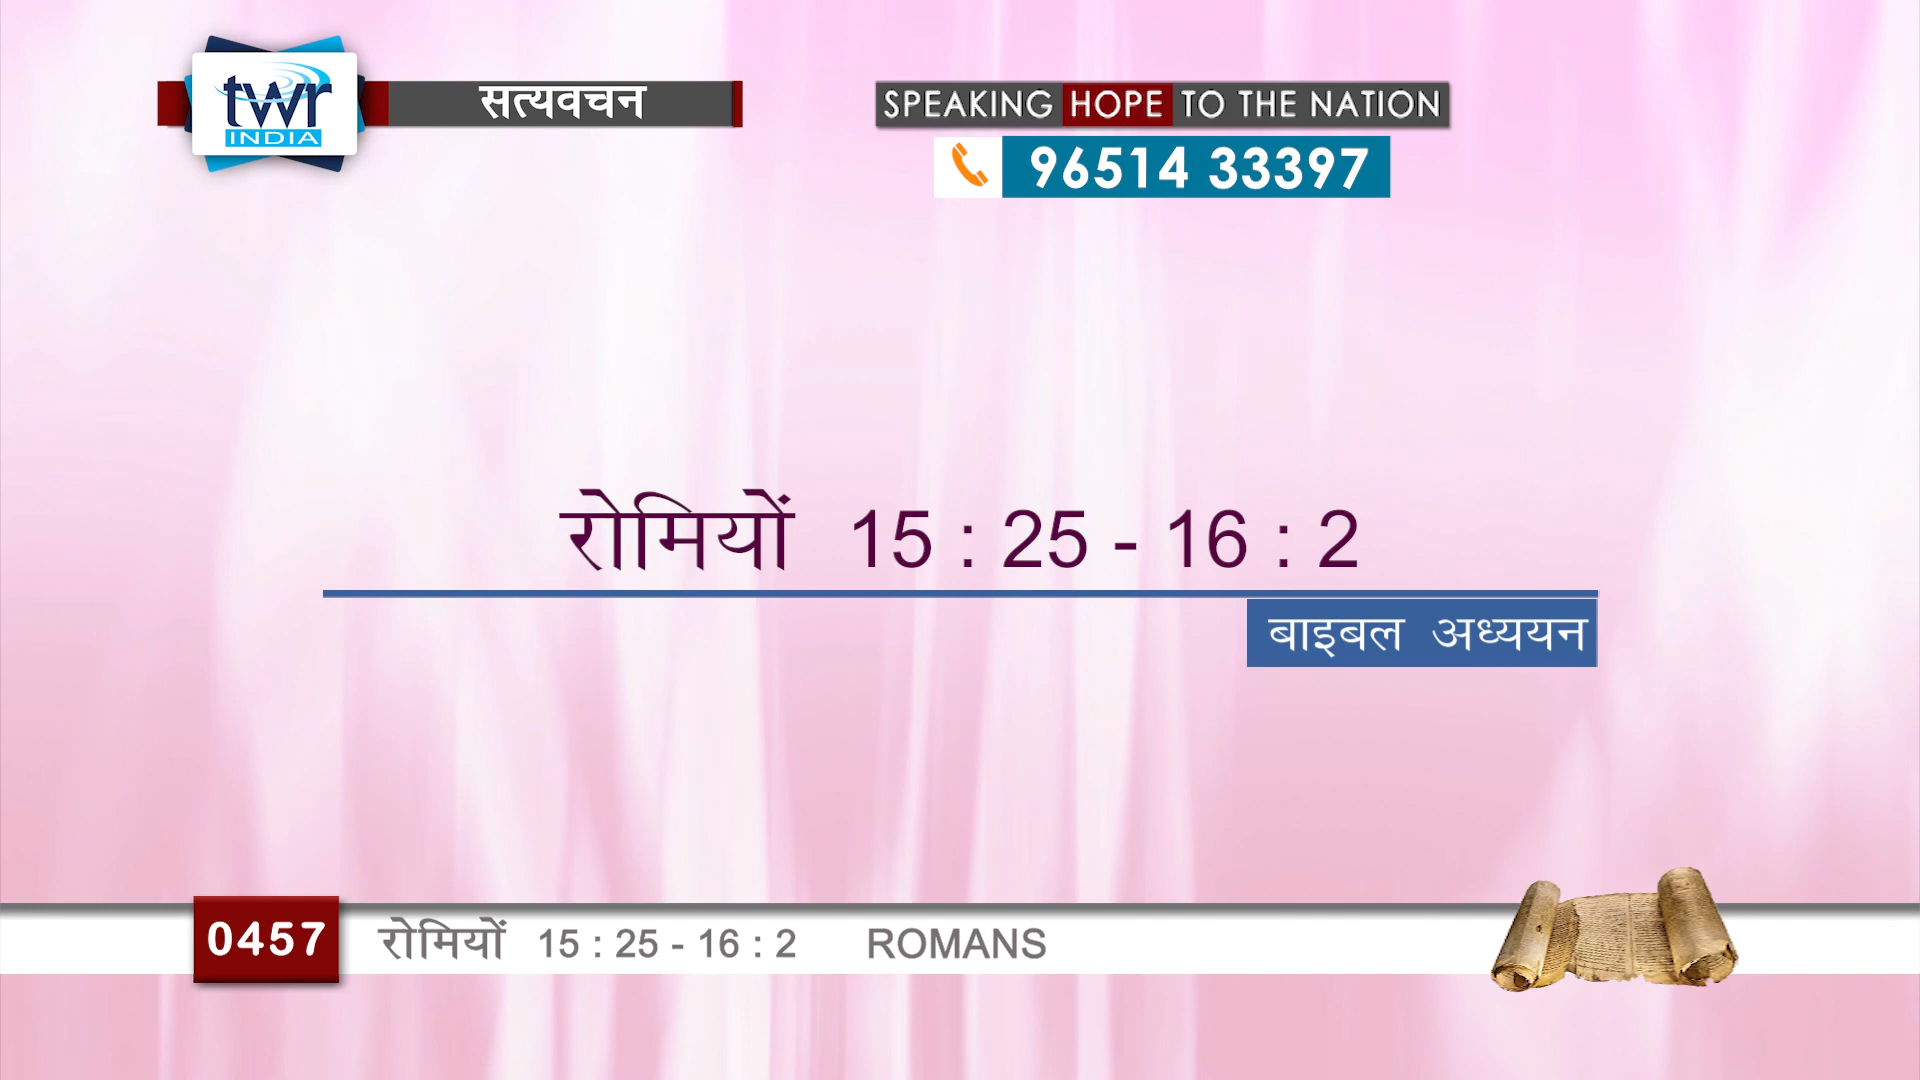 twr
INDIA
सत्यवचन
SPEAKING HOPE TO THE NATION
96514 33397
रोमियों 15 : 25 - 16 : 2
बाइबल अध्ययन
0457 रोमियों 15 : 25 - 16 : 2 ROMANS